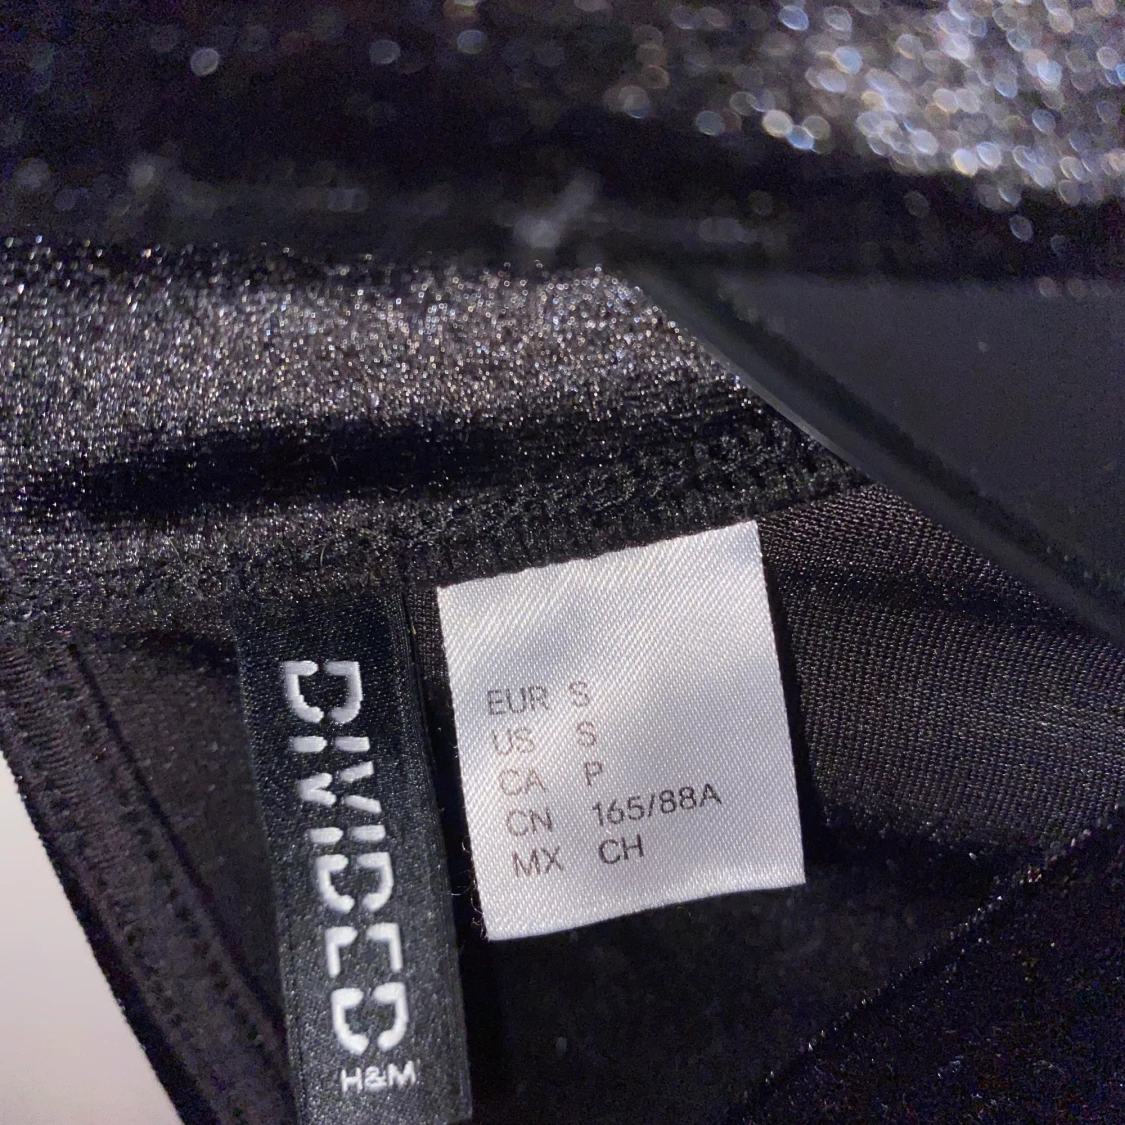 DIVIDED
H&M
EUR S
US S
CA P
CN 165/88A
MX CH